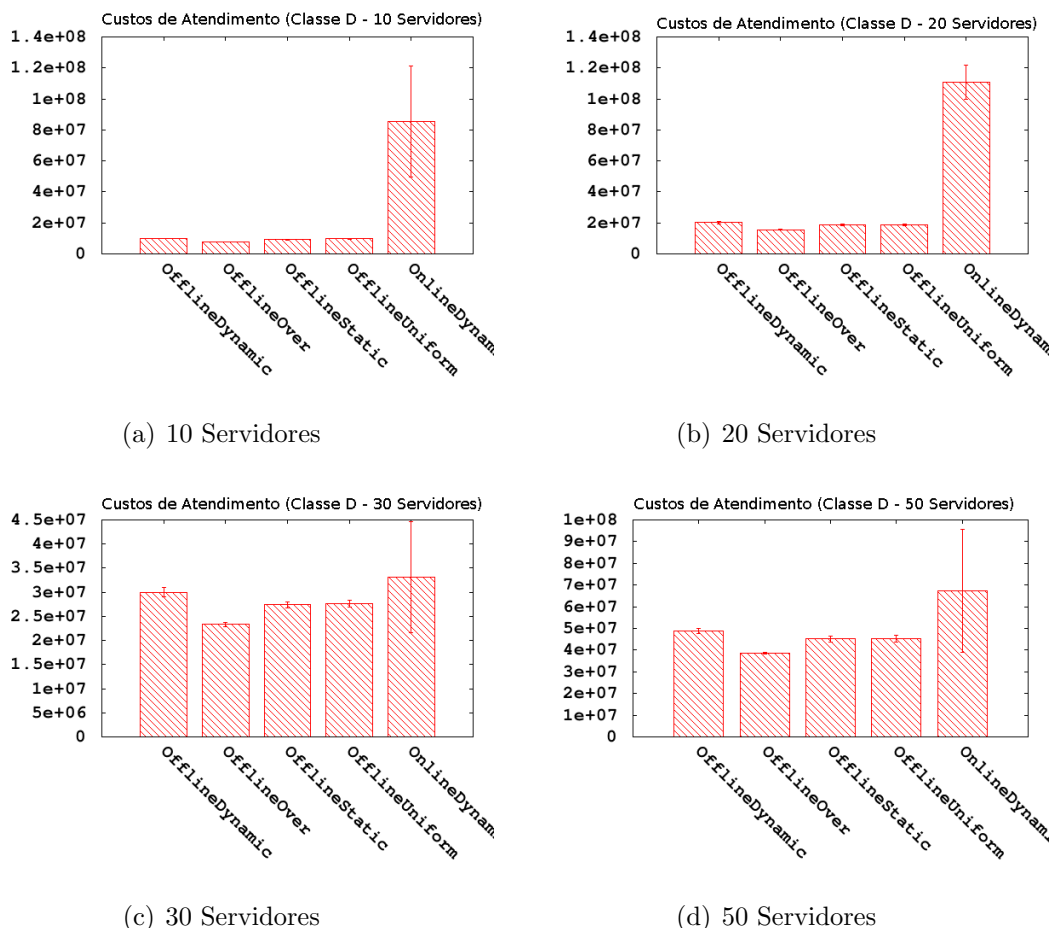 Custos de Atendimento (Classe D - 10 Servidores)
1.4e+08
1.2e+08
1e+08
8e+07
6e+07
4e+07
2e+07
0
OfflineDynamic
OfflineOver
OfflineStatic
OfflineUniform
OnlineDynam
(a) 10 Servidores
Custos de Atendimento (Classe D - 20 Servidores)
1.4e+08
1.2e+08
1e+08
8e+07
6e+07
4e+07
2e+07
0
OfflineDynamic
OfflineOver
OfflineStatic
OfflineUniform
OnlineDynam
(b) 20 Servidores
Custos de Atendimento (Classe D - 30 Servidores)
4.5e+07
4e+07
3.5e+07
3e+07
2.5e+07
2e+07
1.5e+07
1e+07
5e+06
0
OfflineDynamic
OfflineOver
OfflineStatic
OfflineUniform
OnlineDynam
(c) 30 Servidores
Custos de Atendimento (Classe D - 50 Servidores)
1e+08
9e+07
8e+07
7e+07
6e+07
5e+07
4e+07
3e+07
2e+07
1e+07
0
OfflineDynamic
OfflineOver
OfflineStatic
OfflineUniform
OnlineDynam
(d) 50 Servidores